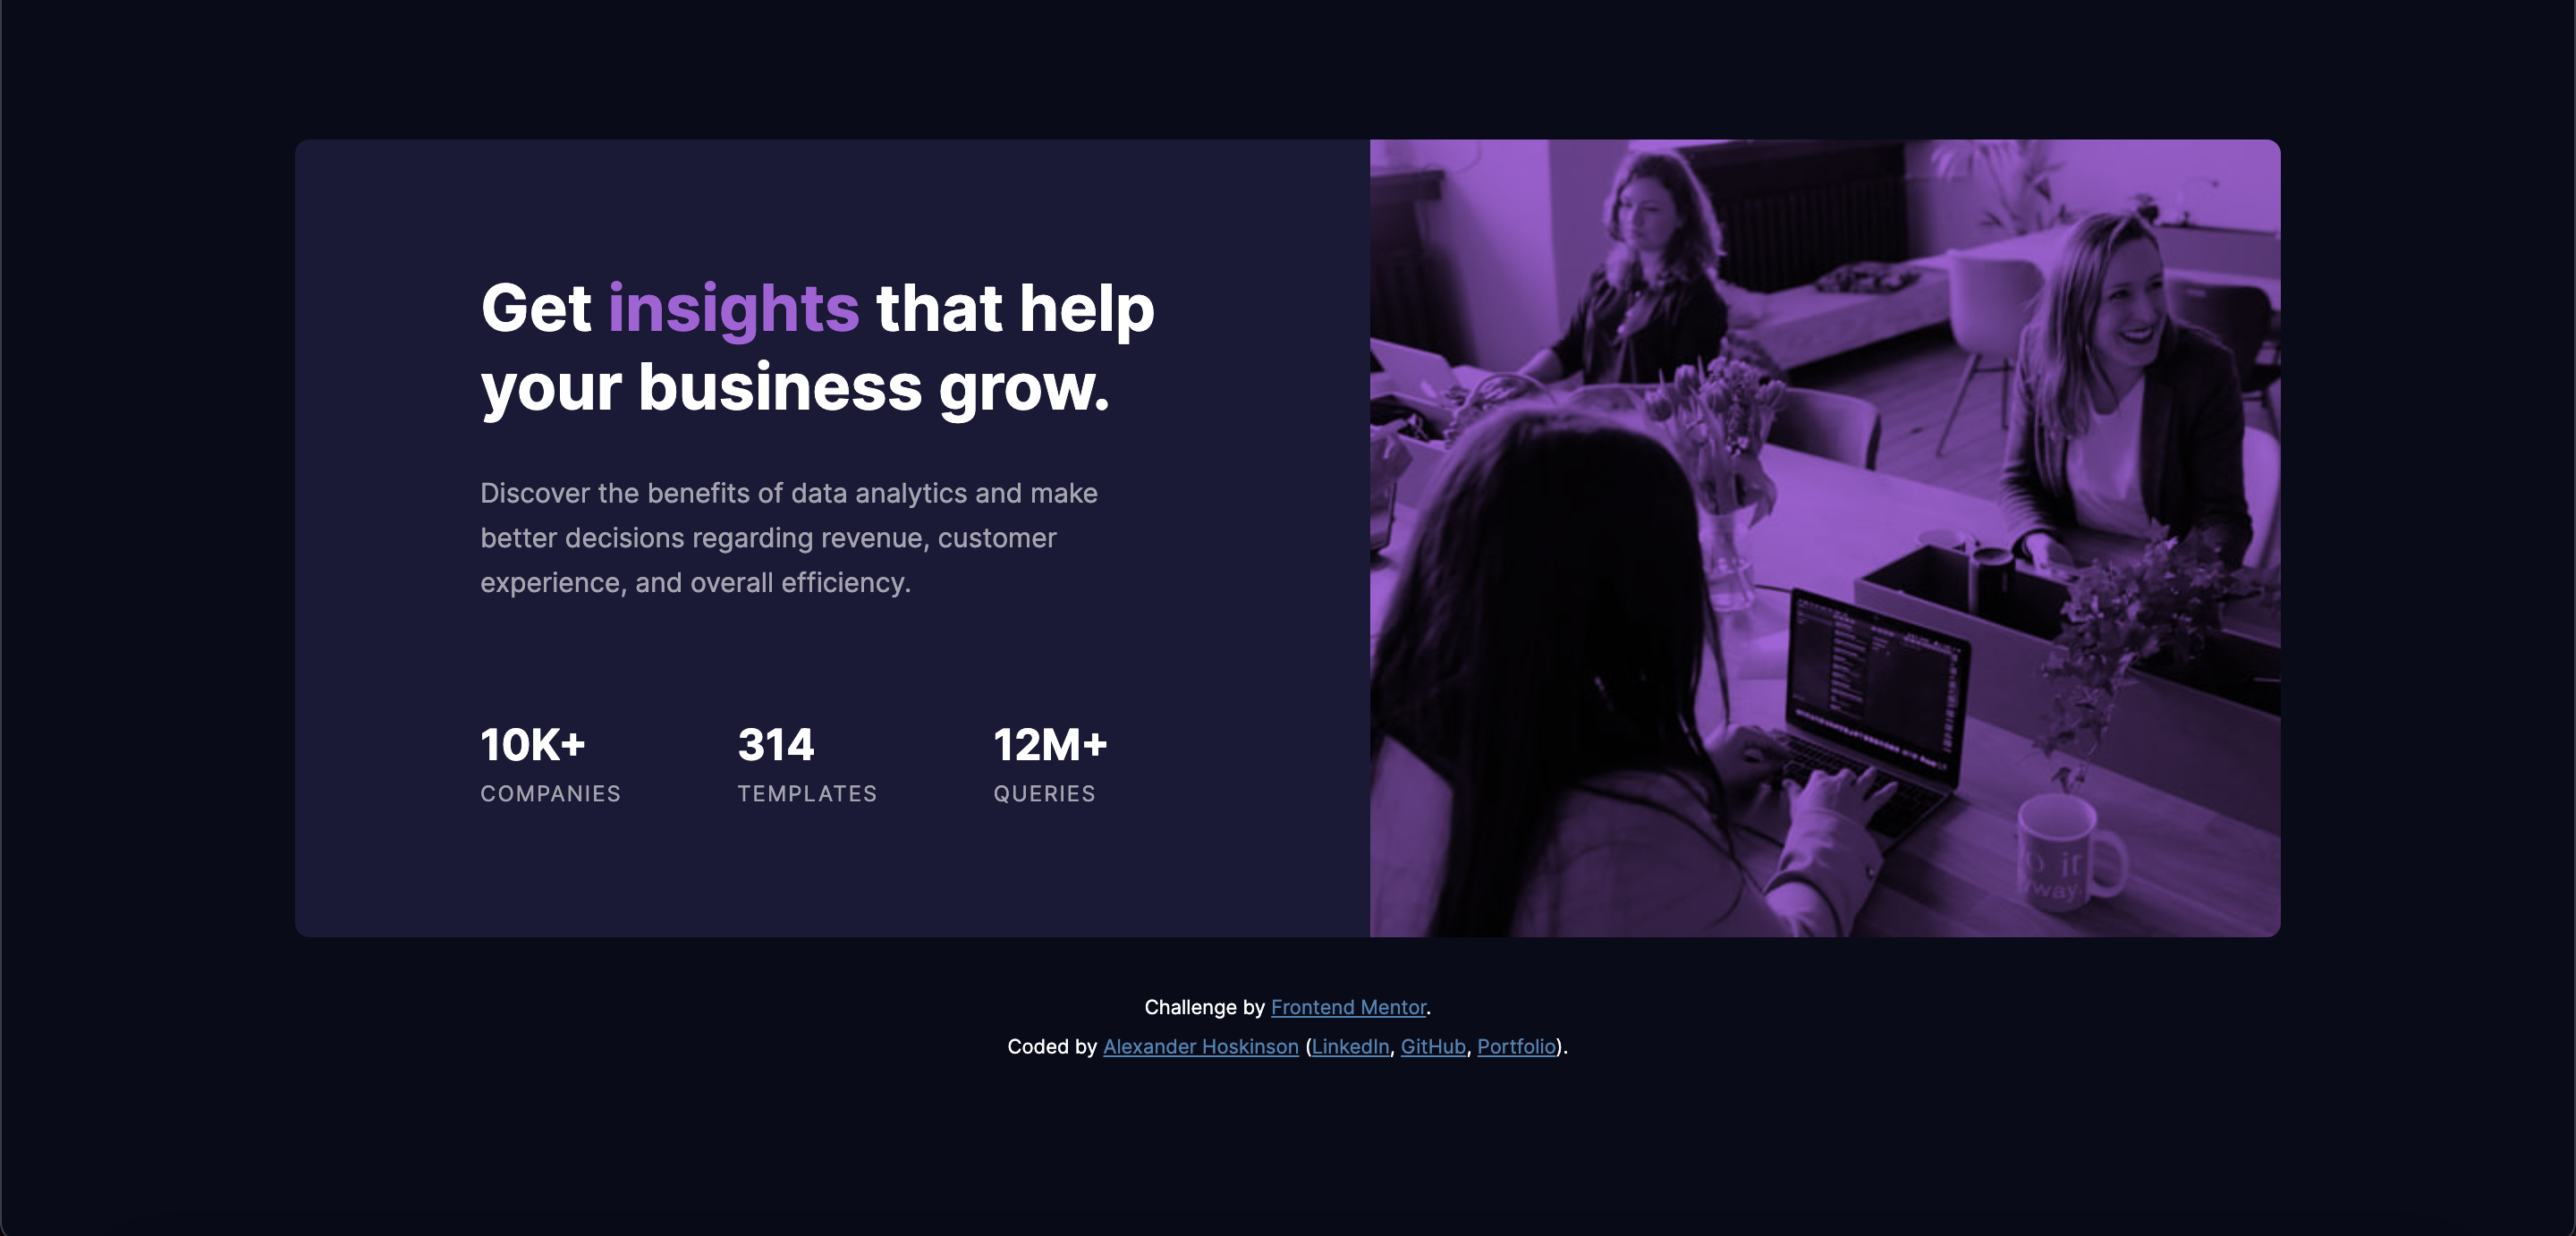 Get insights that help
your business grow.
Discover the benefits of data analytics and make
better decisions regarding revenue, customer
experience, and overall efficiency.
10K+ 314 12M+
COMPANIES TEMPLATES QUERIES
Challenge by Frontend Mentor.
Coded by Alexander Hoskinson (LinkedIn, GitHub, Portfolio).